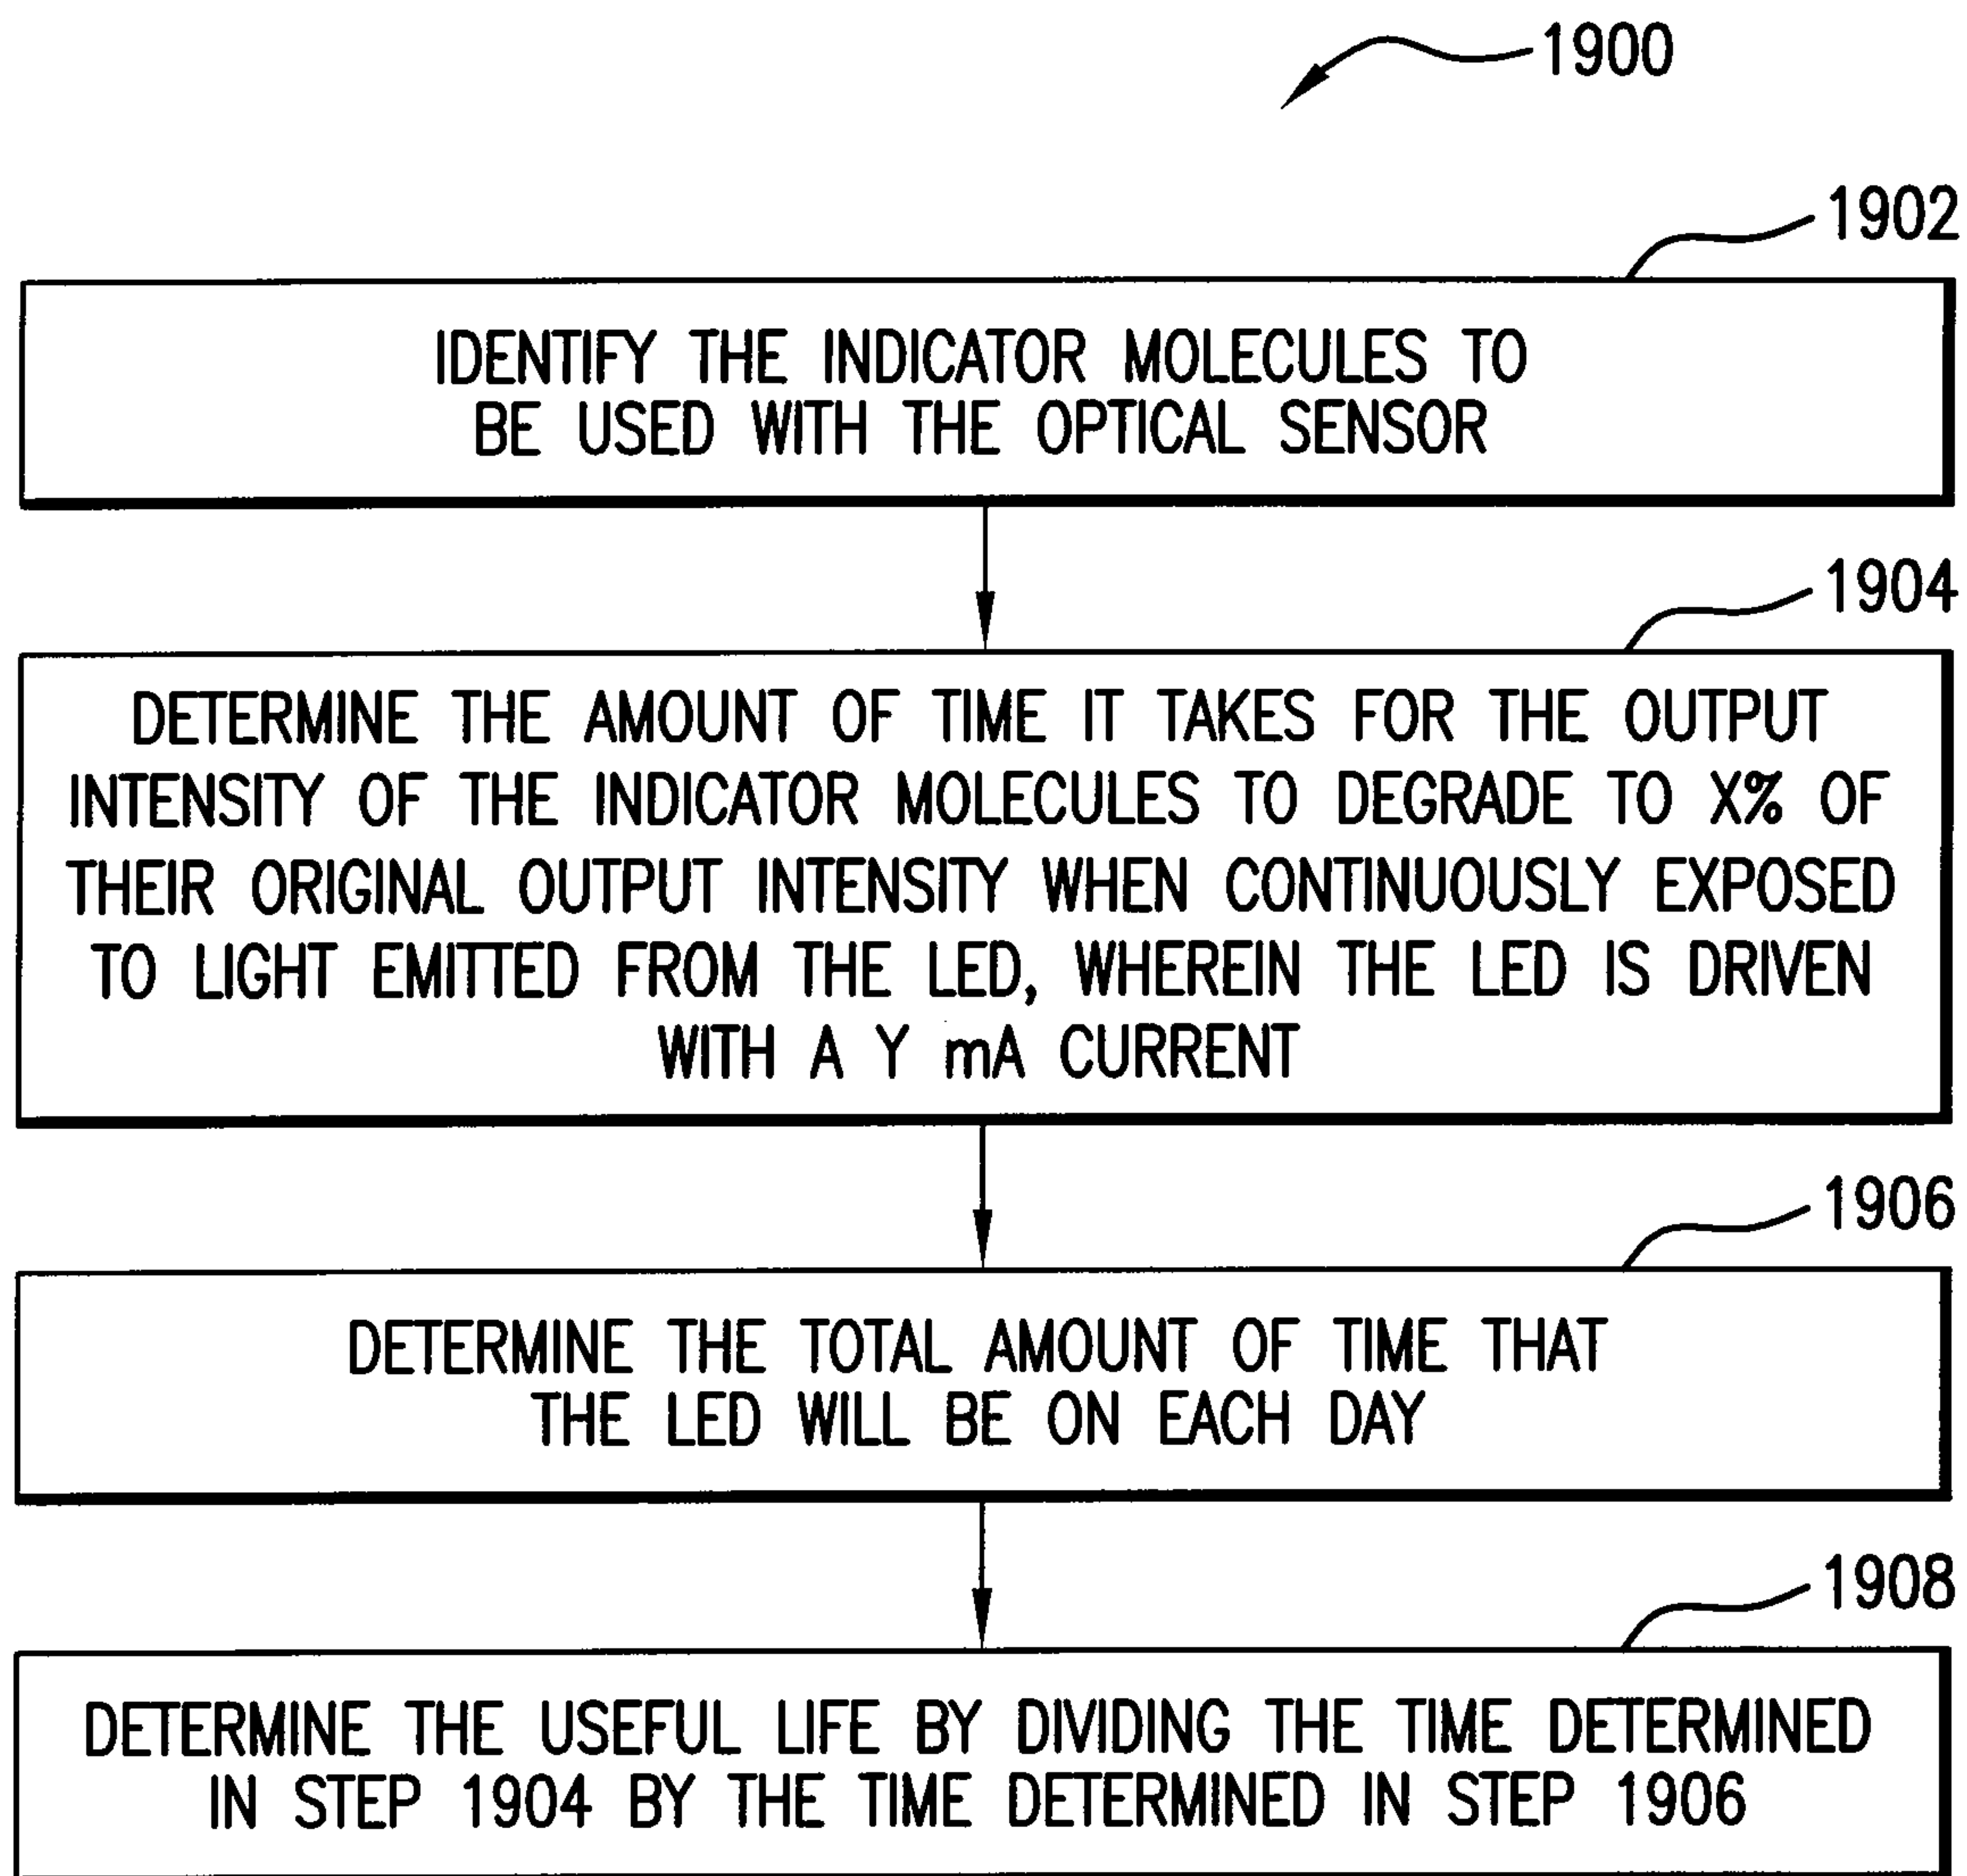 1900
1902
IDENTIFY THE INDICATOR MOLECULES TO
BE USED WITH THE OPTICAL SENSOR
1904
DETERMINE THE AMOUNT OF TIME IT TAKES FOR THE OUTPUT
INTENSITY OF THE INDICATOR MOLECULES TO DEGRADE TO X% OF
THEIR ORIGINAL OUTPUT INTENSITY WHEN CONTINUOUSLY EXPOSED
TO LIGHT EMITTED FROM THE LED, WHEREIN THE LED IS DRIVEN
WITH A Y mA CURRENT
1906
DETERMINE THE TOTAL AMOUNT OF TIME THAT
THE LED WILL BE ON EACH DAY
1908
DETERMINE THE USEFUL LIFE BY DIVIDING THE TIME DETERMINED
IN STEP 1904 BY THE TIME DETERMINED IN STEP 1906